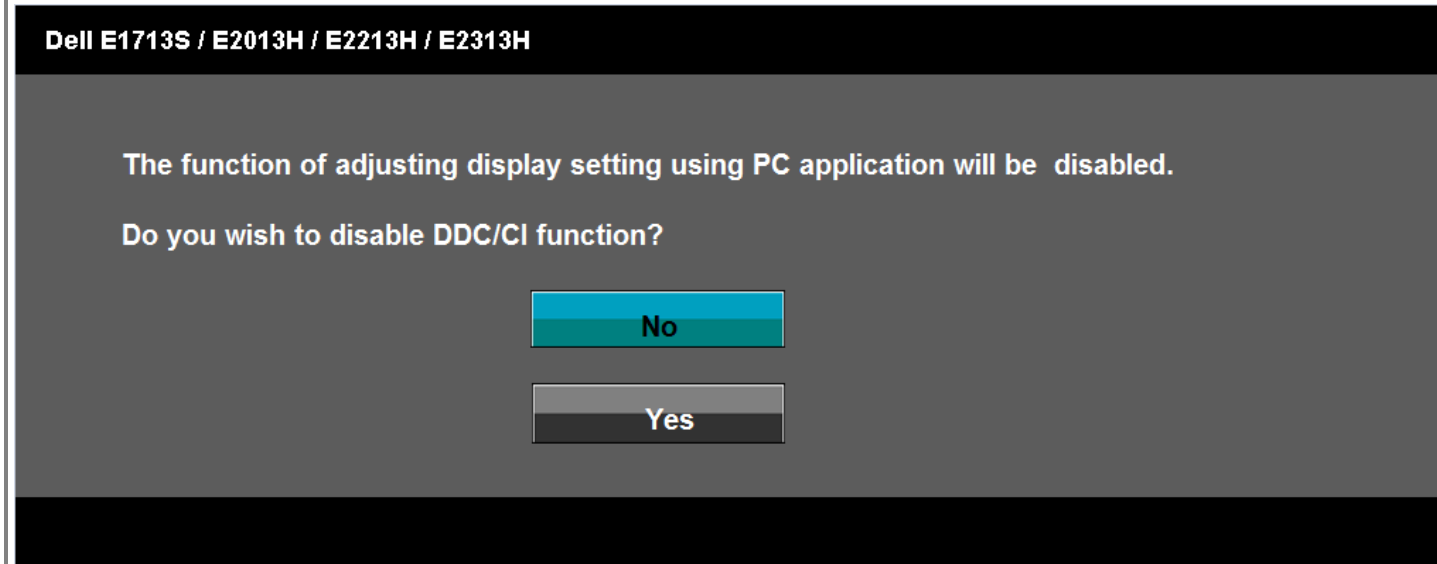 Dell E1713S / E2013H / E2213H / E2313H
The function of adjusting display setting using PC application will be  disabled.
Do you wish to disable DDC/CI function?
No
Yes